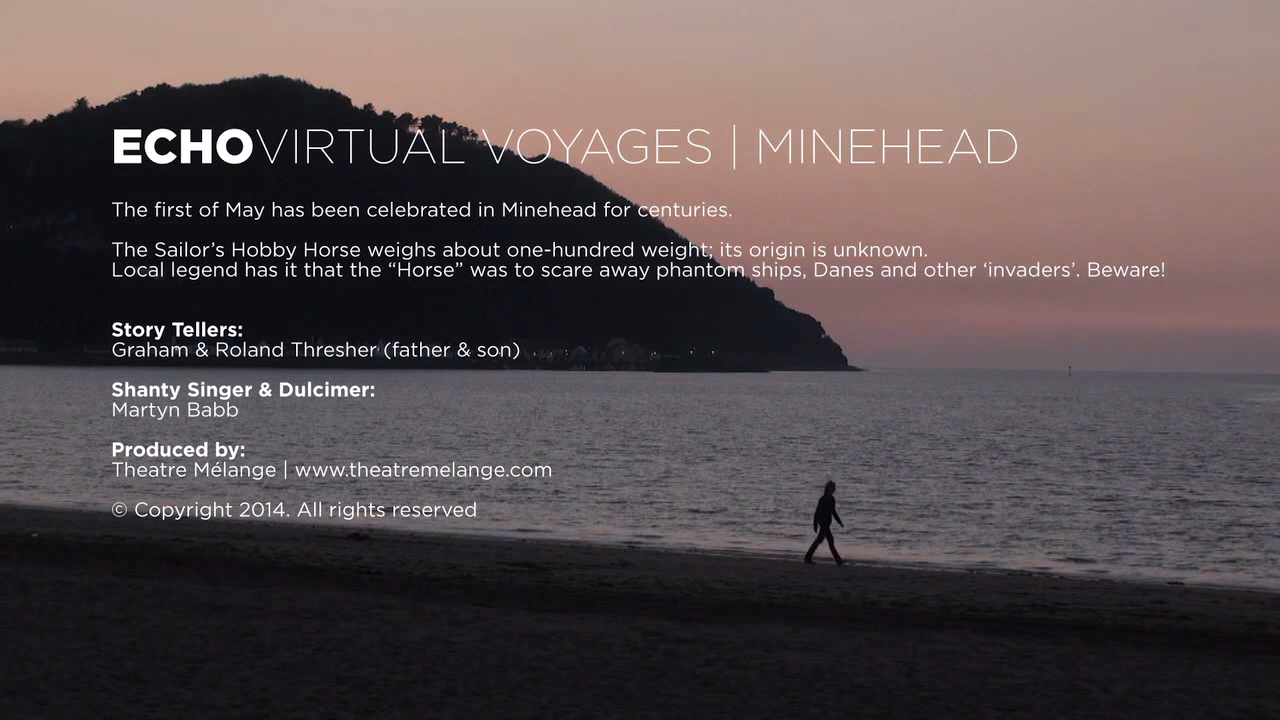 ECHOVIRTUAL VOYAGES | MINEHEAD
The first of May has been celebrated in Minehead for centuries.
The Sailor’s Hobby Horse weighs about one-hundred weight; its origin is unknown.
Local legend has it that the “Horse” was to scare away phantom ships, Danes and other ‘invaders’. Beware!
Story Tellers:
Graham & Roland Thresher (father & son)
Shanty Singer & Dulcimer:
Martyn Babb
Produced by:
Theatre Mélange | www.theatremelange.com
© Copyright 2014. All rights reserved